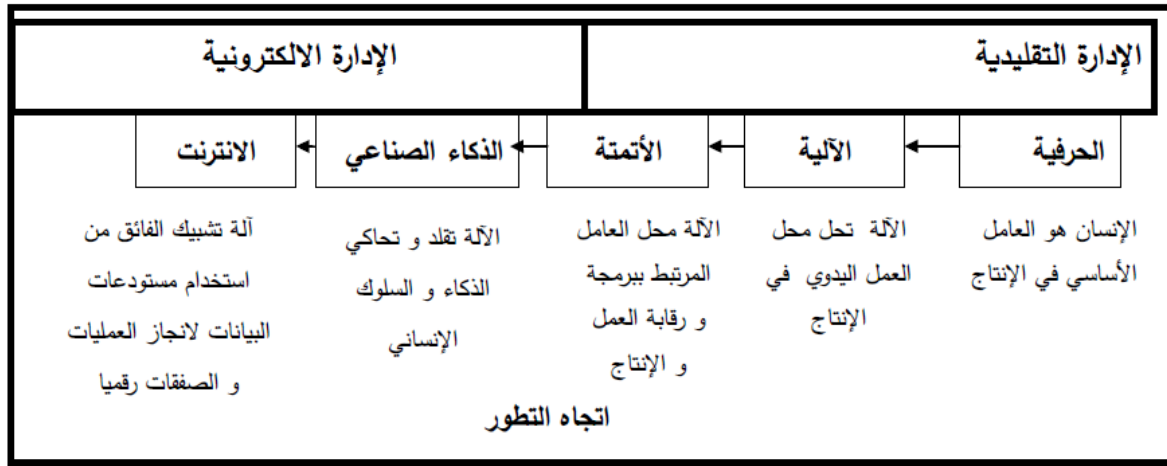 الإدارة التقليدية
الإدارة الالكترونية
الحرفية
الآلية
الأتمتة
الذكاء الصناعي
الانترنت
الإنسان هو العامل
الأساسي في الإنتاج
الآلة تحل محل
العمل اليدوي في
الإنتاج
الآلة محل العامل
المرتبط ببرمجة
و رقابة العمل
و الإنتاج
الآلة تقلد و تحاكي
الذكاء و السلوك
الإنساني
آلة تشبيك الفائق من
استخدام مستودعات
البيانات لانجاز العمليات
و الصفقات رقميا
اتجاه التطور